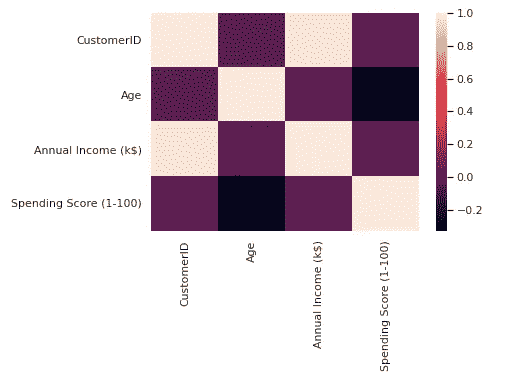 CustomerID
Age
Annual Income (k$)
Spending Score (1-100)
CustomerID
Age
Annual Income (k$)
Spending Score (1-100)
1.0
0.8
0.6
0.4
0.2
0.0
−0.2